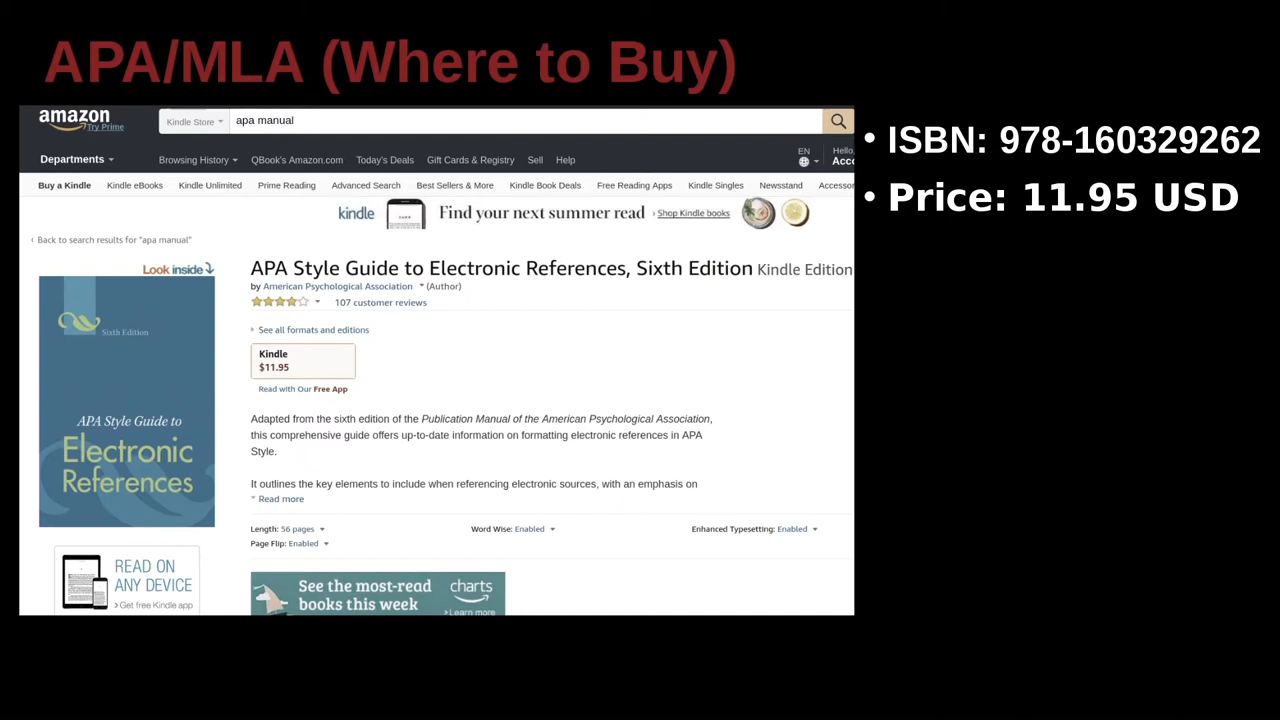 APA/MLA (Where to Buy)
amazon
Try Prime
Kindle Store
apa manual
EN
Hello,
Departments
Browsing History
QBook's Amazon.com
Today's Deals
Gift Cards & Registry
Sell
Help
Acco
Buy a Kindle
Kindle eBooks
Kindle Unlimited
Prime Reading
Advanced Search
Best Sellers & More
Kindle Book Deals
Free Reading Apps
Kindle Singles
Newsstand
Accessor
kindle
Find your next summer read
› Shop Kindle books
‹ Back to search results for "apa manual"
Look inside
Sixth Edition
APA Style Guide to
Electronic
References
READ ON
ANY DEVICE
› Get free Kindle app
APA Style Guide to Electronic References, Sixth Edition Kindle Edition
by American Psychological Association (Author)
107 customer reviews
See all formats and editions
Kindle
$11.95
Read with Our Free App
Adapted from the sixth edition of the Publication Manual of the American Psychological Association,
this comprehensive guide offers up-to-date information on formatting electronic references in APA
Style.
It outlines the key elements to include when referencing electronic sources, with an emphasis on
Read more
Length: 56 pages
Word Wise: Enabled
Enhanced Typesetting: Enabled
Page Flip: Enabled
See the most-read
books this week
charts
› Learn more
• ISBN: 978-160329262
• Price: 11.95 USD